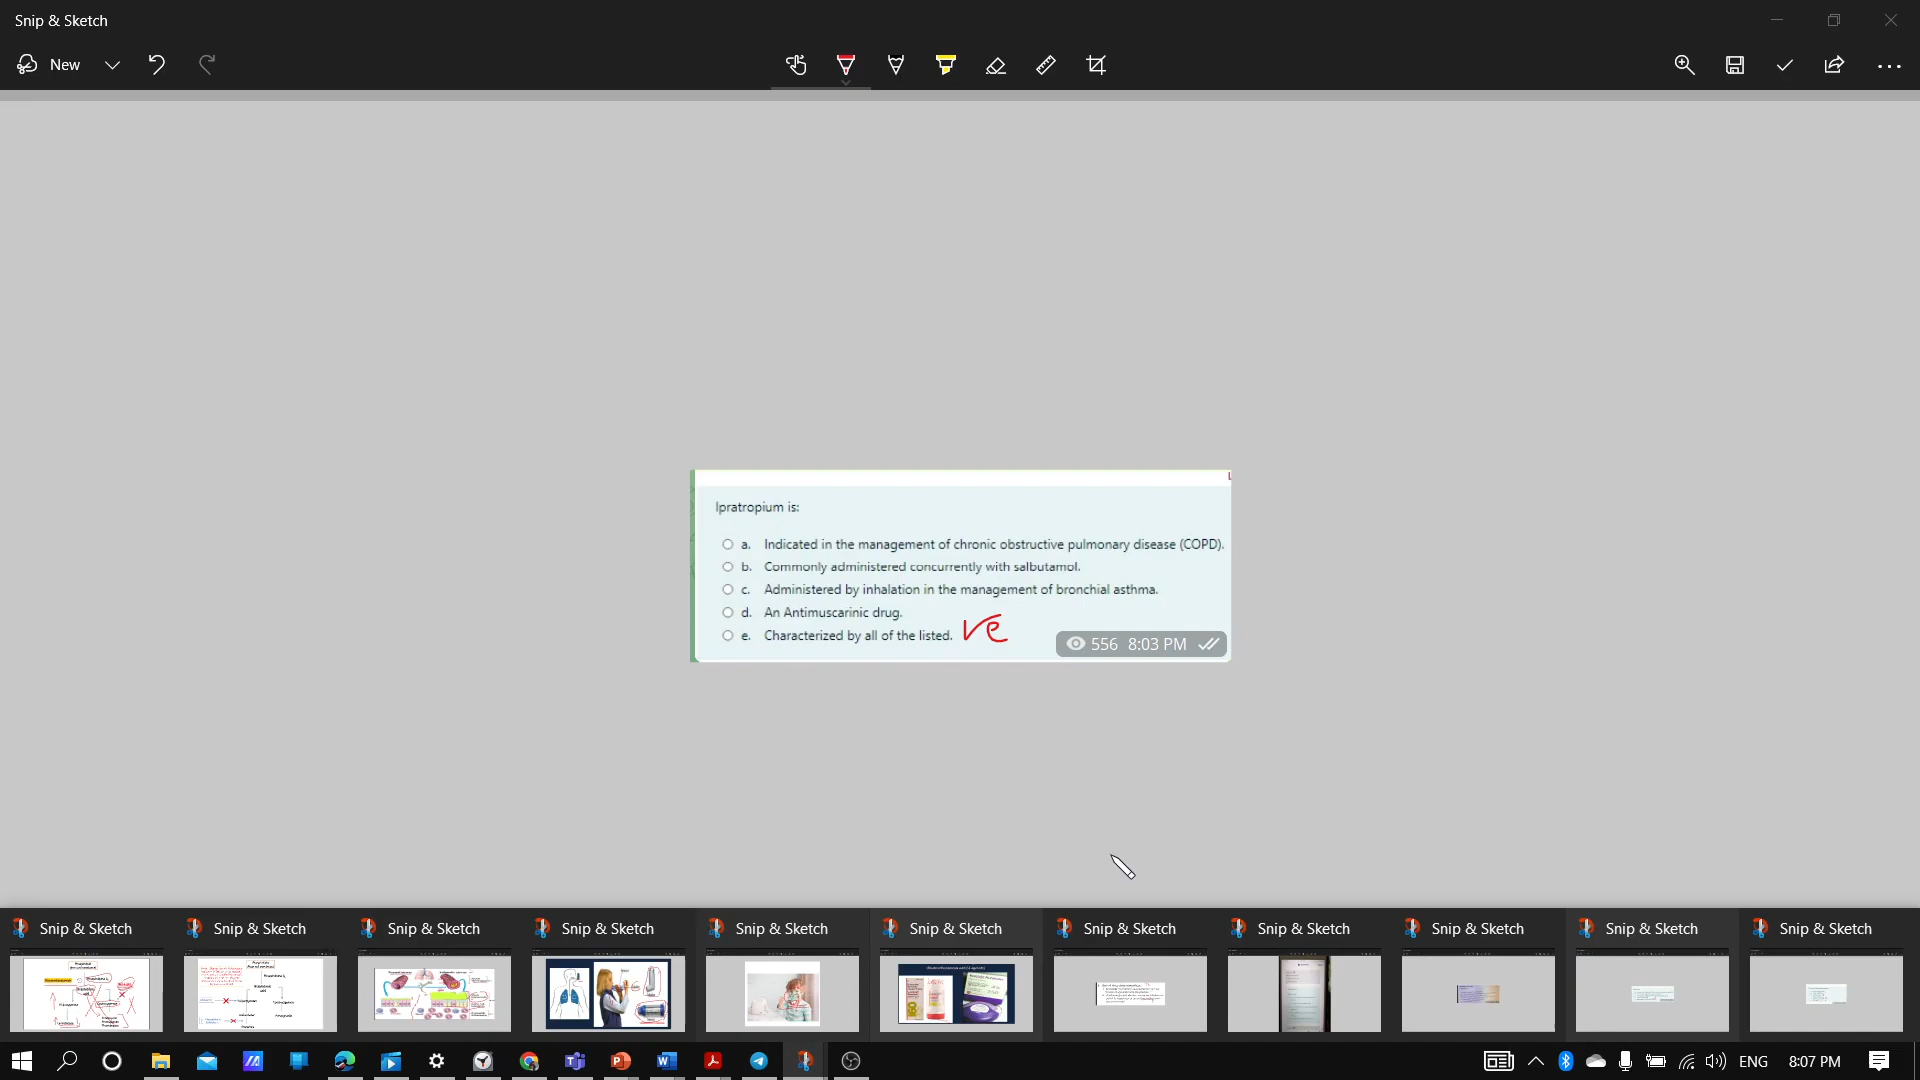 Snip & Sketch
New
Ipratropium is:
a. Indicated in the management of chronic obstructive pulmonary disease (COPD).
b. Commonly administered concurrently with salbutamol.
c. Administered by inhalation in the management of bronchial asthma.
d. An Antimuscarinic drug.
e. Characterized by all of the listed.
556 8:03 PM
Snip & Sketch
Snip & Sketch
Snip & Sketch
Snip & Sketch
Snip & Sketch
Snip & Sketch
Snip & Sketch
Snip & Sketch
Snip & Sketch
Snip & Sketch
Snip & Sketch
ENG
8:07 PM